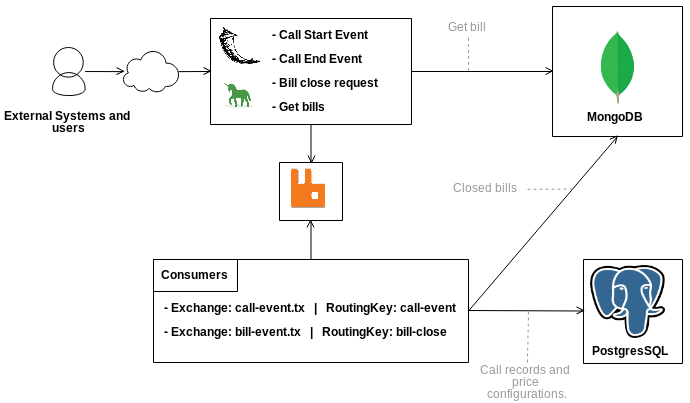 - Call Start Event
- Call End Event
- Bill close request
- Get bills
Get bill
MongoDB
External Systems and
users
Closed bills
Consumers
- Exchange: call-event.tx | RoutingKey: call-event
- Exchange: bill-event.tx | RoutingKey: bill-close
PostgresSQL
Call records and
price
configurations.